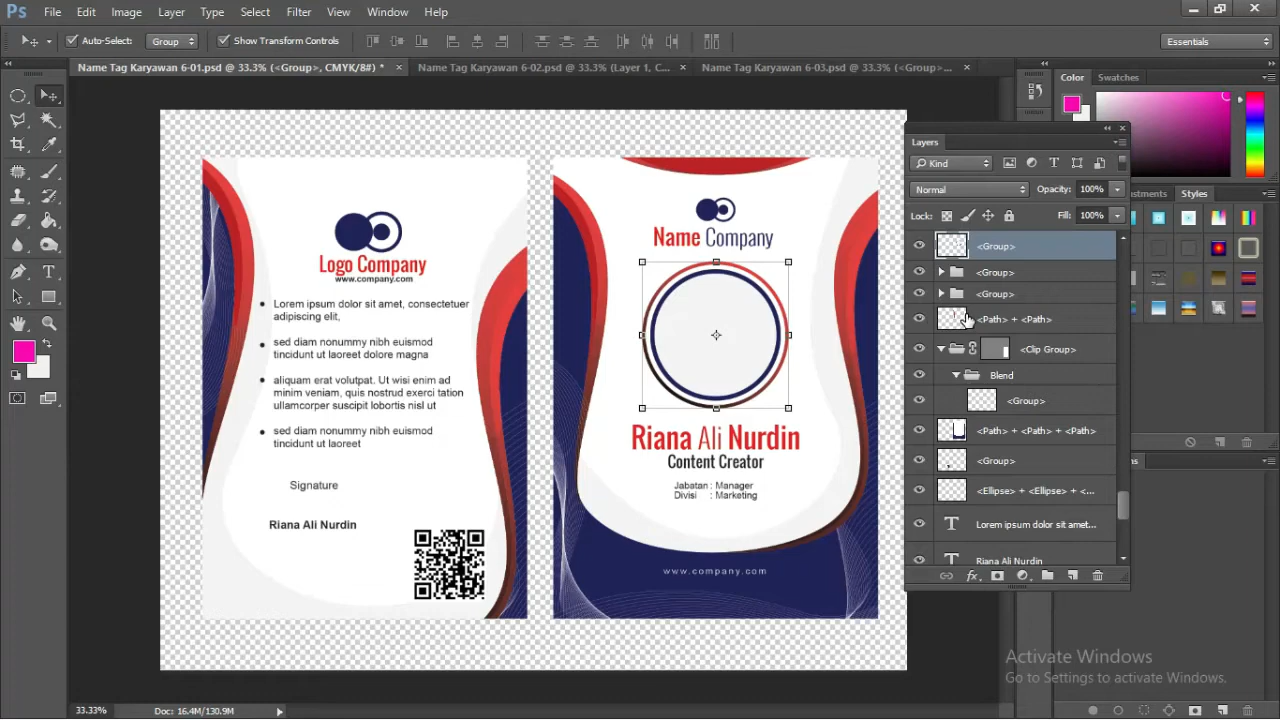 Ps File Edit Image Layer Type Select Filter View Window Help
Auto-Select: Group Show Transform Controls Essentials
Name Tag Karyawan 6-01.psd @ 33.3% (<Group>, CMYK/8#) * × Name Tag Karyawan 6-02.psd @ 33.3% (Layer 1, C... × Name Tag Karyawan 6-03.psd @ 33.3% (<Group>... ×
Color Swatches
Layers
Kind
Normal Opacity: 100%
Lock: Fill: 100%
Styles
<Group>
<Group>
<Group>
<Path> + <Path>
<Clip Group>
Blend
<Group>
<Path> + <Path> + <Path>
<Group>
<Ellipse> + <Ellipse> + <...
T Lorem ipsum dolor sit amet...
T Riana Ali Nurdin
Logo Company
www.company.com
• Lorem ipsum dolor sit amet, consectetuer
adipiscing elit,
• sed diam nonummy nibh euismod
tincidunt ut laoreet dolore magna
• aliquam erat volutpat. Ut wisi enim ad
minim veniam, quis nostrud exerci tation
ullamcorper suscipit lobortis nisl ut
• sed diam nonummy nibh euismod
tincidunt ut laoreet
Signature
Riana Ali Nurdin
Name Company
Riana Ali Nurdin
Content Creator
Jabatan : Manager
Divisi : Marketing
www.company.com
Activate Windows
Go to Settings to activate Windows.
33.33% Doc: 16.4M/130.9M